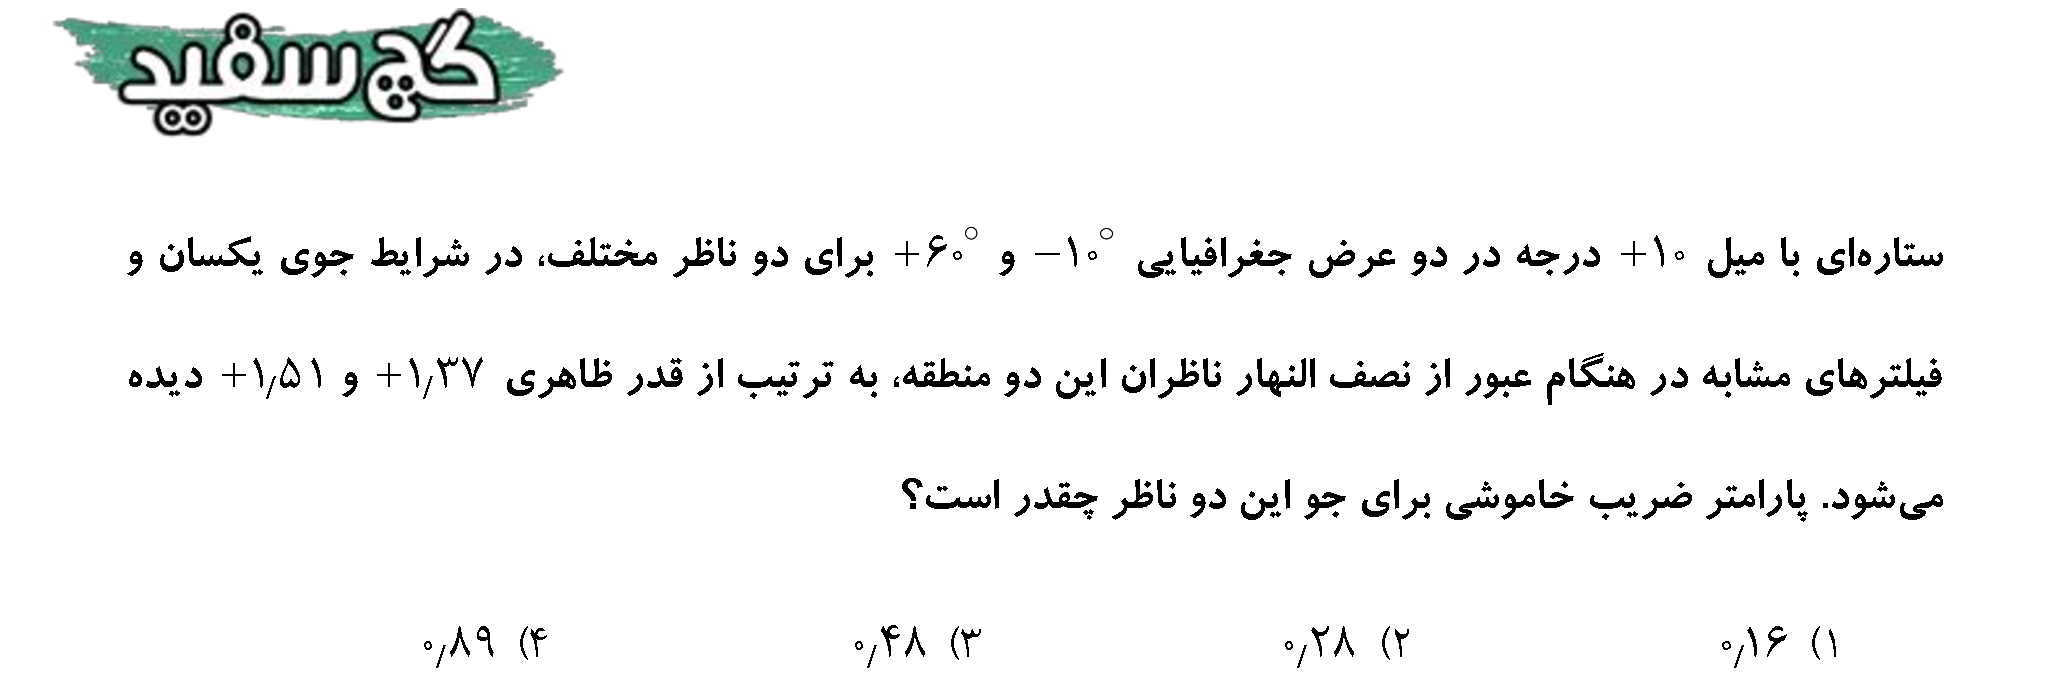 گچ سفید
ستاره‌ای با میل +۱۰ درجه در دو عرض جغرافیایی −۱۰° و +۶۰° برای دو ناظر مختلف، در شرایط جوی یکسان و
فیلترهای مشابه در هنگام عبور از نصف النهار ناظران این دو منطقه، به ترتیب از قدر ظاهری +۱٫۳۷ و +۱٫۵۱ دیده
می‌شود. پارامتر ضریب خاموشی برای جو این دو ناظر چقدر است؟
۱) ۰٫۱۶ ۲) ۰٫۲۸ ۳) ۰٫۴۸ ۴) ۰٫۸۹